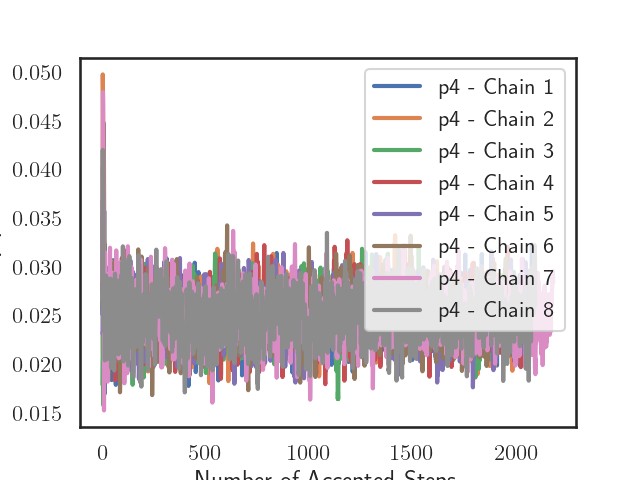 0.050
0.045
0.040
0.035
0.030
0.025
0.020
0.015
p4 - Chain 1
p4 - Chain 2
p4 - Chain 3
p4 - Chain 4
p4 - Chain 5
p4 - Chain 6
p4 - Chain 7
p4 - Chain 8
0 500 1000 1500 2000
Number of Accepted Steps